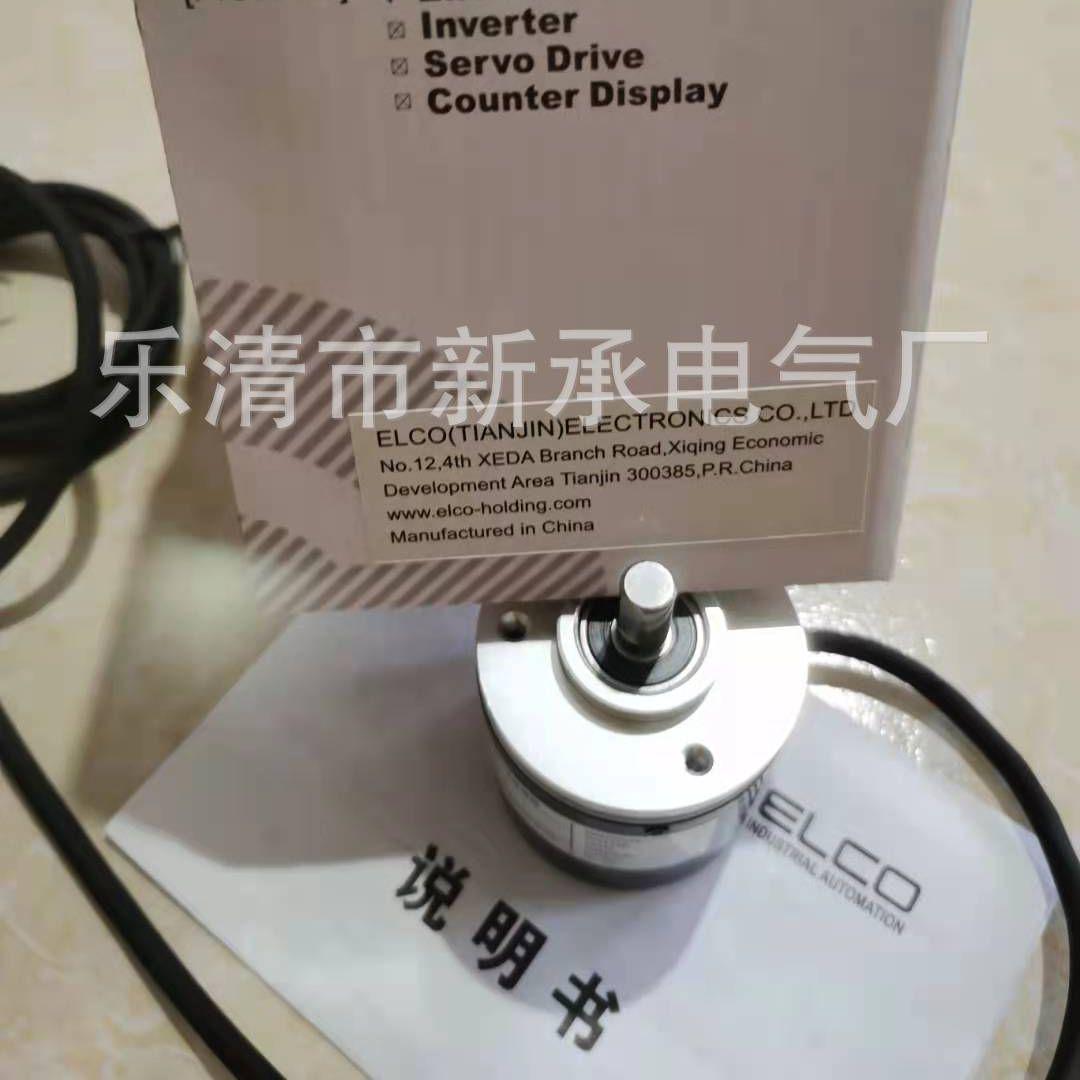 Inverter
Servo Drive
Counter Display
乐清市新承电气厂
ELCO(TIANJIN)ELECTRONICS CO.,LTD
No.12,4th XEDA Branch Road,Xiqing Economic
Development Area Tianjin 300385,P.R.China
www.elco-holding.com
Manufactured in China
ELCO
INDUSTRIAL AUTOMATION
说明书